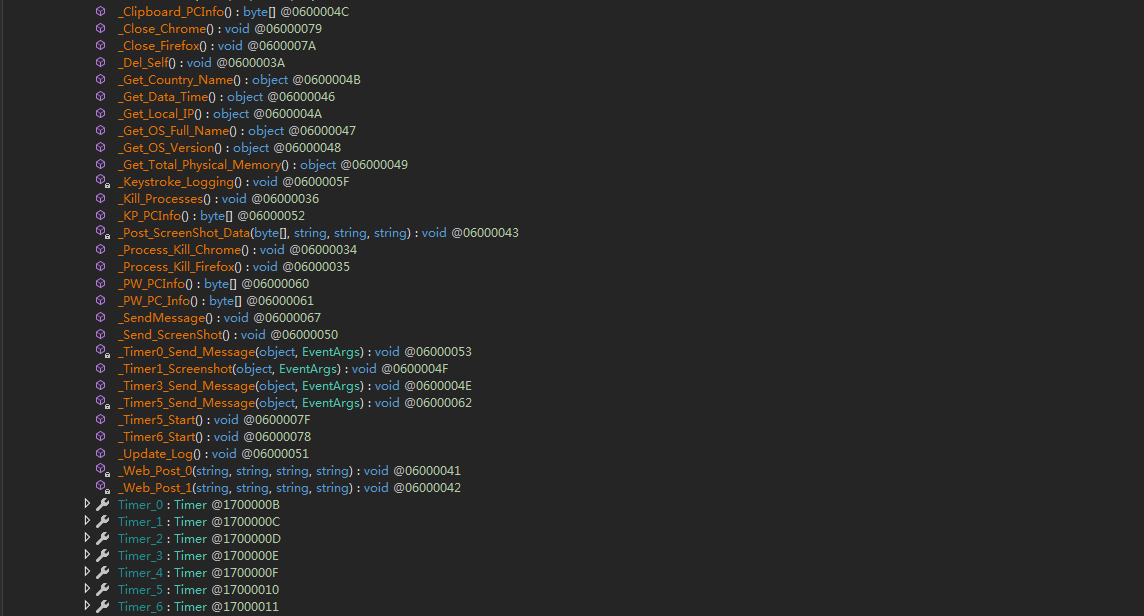 _Clipboard_PCInfo() : byte[] @0600004C
_Close_Chrome() : void @06000079
_Close_Firefox() : void @0600007A
_Del_Self() : void @0600003A
_Get_Country_Name() : object @0600004B
_Get_Data_Time() : object @06000046
_Get_Local_IP() : object @0600004A
_Get_OS_Full_Name() : object @06000047
_Get_OS_Version() : object @06000048
_Get_Total_Physical_Memory() : object @06000049
_Keystroke_Logging() : void @0600005F
_Kill_Processes() : void @06000036
_KP_PCInfo() : byte[] @06000052
_Post_ScreenShot_Data(byte[], string, string, string) : void @06000043
_Process_Kill_Chrome() : void @06000034
_Process_Kill_Firefox() : void @06000035
_PW_PCInfo() : byte[] @06000060
_PW_PC_Info() : byte[] @06000061
_SendMessage() : void @06000067
_Send_ScreenShot() : void @06000050
_Timer0_Send_Message(object, EventArgs) : void @06000053
_Timer1_Screenshot(object, EventArgs) : void @0600004F
_Timer3_Send_Message(object, EventArgs) : void @0600004E
_Timer5_Send_Message(object, EventArgs) : void @06000062
_Timer5_Start() : void @0600007F
_Timer6_Start() : void @06000078
_Update_Log() : void @06000051
_Web_Post_0(string, string, string, string) : void @06000041
_Web_Post_1(string, string, string, string) : void @06000042
Timer_0 : Timer @1700000B
Timer_1 : Timer @1700000C
Timer_2 : Timer @1700000D
Timer_3 : Timer @1700000E
Timer_4 : Timer @1700000F
Timer_5 : Timer @17000010
Timer_6 : Timer @17000011